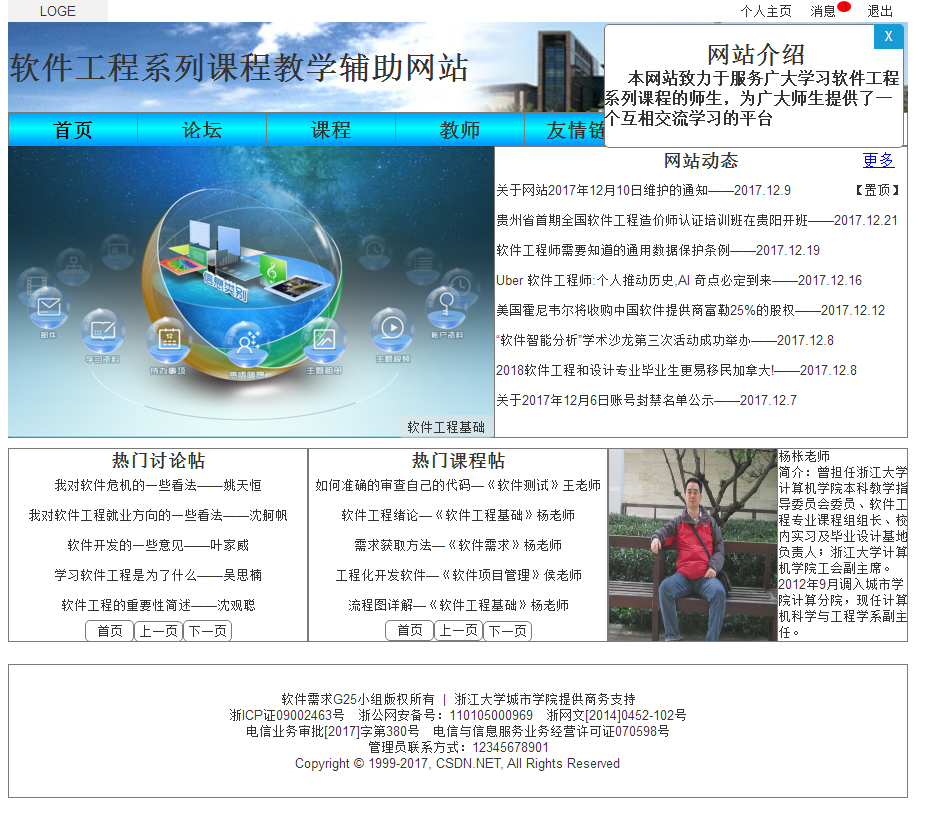 LOGE
个人主页 消息 退出
软件工程系列课程教学辅助网站
X
网站介绍
本网站致力于服务广大学习软件工程
系列课程的师生，为广大师生提供了一
个互相交流学习的平台
首页 论坛 课程 教师 友情链
信息类别
邮件
学习资料
待办事项
主题相册
主题视频
账户资料
软件工程基础
网站动态 更多
关于网站2017年12月10日维护的通知——2017.12.9 【置顶】
贵州省首期全国软件工程造价师认证培训班在贵阳开班——2017.12.21
软件工程师需要知道的通用数据保护条例——2017.12.19
Uber 软件工程师:个人推动历史,AI 奇点必定到来——2017.12.16
美国霍尼韦尔将收购中国软件提供商富勒25%的股权——2017.12.12
“软件智能分析”学术沙龙第三次活动成功举办——2017.12.8
2018软件工程和设计专业毕业生更易移民加拿大!——2017.12.8
关于2017年12月6日账号封禁名单公示——2017.12.7
热门讨论帖
我对软件危机的一些看法——姚天恒
我对软件工程就业方向的一些看法——沈舸帆
软件开发的一些意见——叶家威
学习软件工程是为了什么——吴思楠
软件工程的重要性简述——沈观聪
首页 上一页 下一页
热门课程帖
如何准确的审查自己的代码—《软件测试》王老师
软件工程绪论—《软件工程基础》杨老师
需求获取方法—《软件需求》杨老师
工程化开发软件—《软件项目管理》侯老师
流程图详解—《软件工程基础》杨老师
首页 上一页 下一页
杨枨老师
简介：曾担任浙江大学
计算机学院本科教学指
导委员会委员、软件工
程专业课程组组长、校
内实习及毕业设计基地
负责人；浙江大学计算
机学院工会副主席。
2012年9月调入城市学
院计算分院，现任计算
机科学与工程学系副主
任。
软件需求G25小组版权所有 | 浙江大学城市学院提供商务支持
浙ICP证09002463号 浙公网安备号：110105000969 浙网文[2014]0452-102号
电信业务审批[2017]字第380号 电信与信息服务业务经营许可证070598号
管理员联系方式：12345678901
Copyright © 1999-2017, CSDN.NET, All Rights Reserved